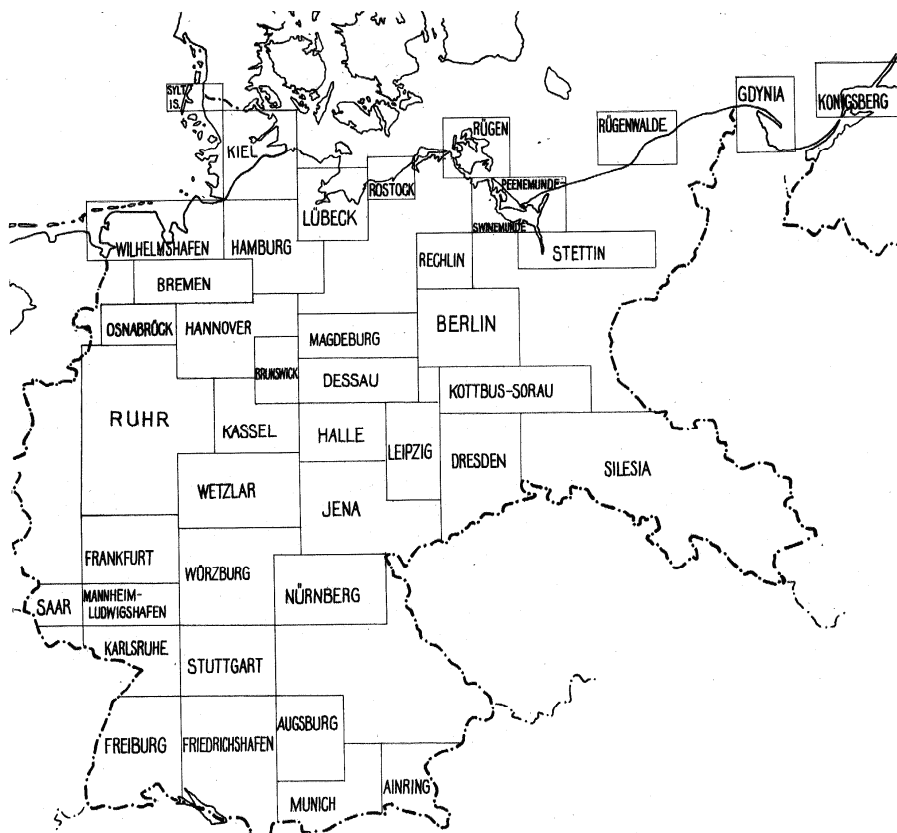 SYLT
IS.
KIEL
RÜGEN
RÜGENWALDE
GDYNIA
KONIGSBERG
ROSTOCK
LÜBECK
PEENEMUNDE
SWINEMUNDE
WILHELMSHAFEN
HAMBURG
RECHLIN
STETTIN
BREMEN
OSNABRÜCK
HANNOVER
MAGDEBURG
BERLIN
BRUNSWICK
DESSAU
KOTTBUS-SORAU
RUHR
KASSEL
HALLE
LEIPZIG
DRESDEN
SILESIA
WETZLAR
JENA
FRANKFURT
WÜRZBURG
NÜRNBERG
SAAR
MANNHEIM-
LUDWIGSHAFEN
KARLSRUHE
STUTTGART
AUGSBURG
FREIBURG
FRIEDRICHSHAFEN
MUNICH
AINRING